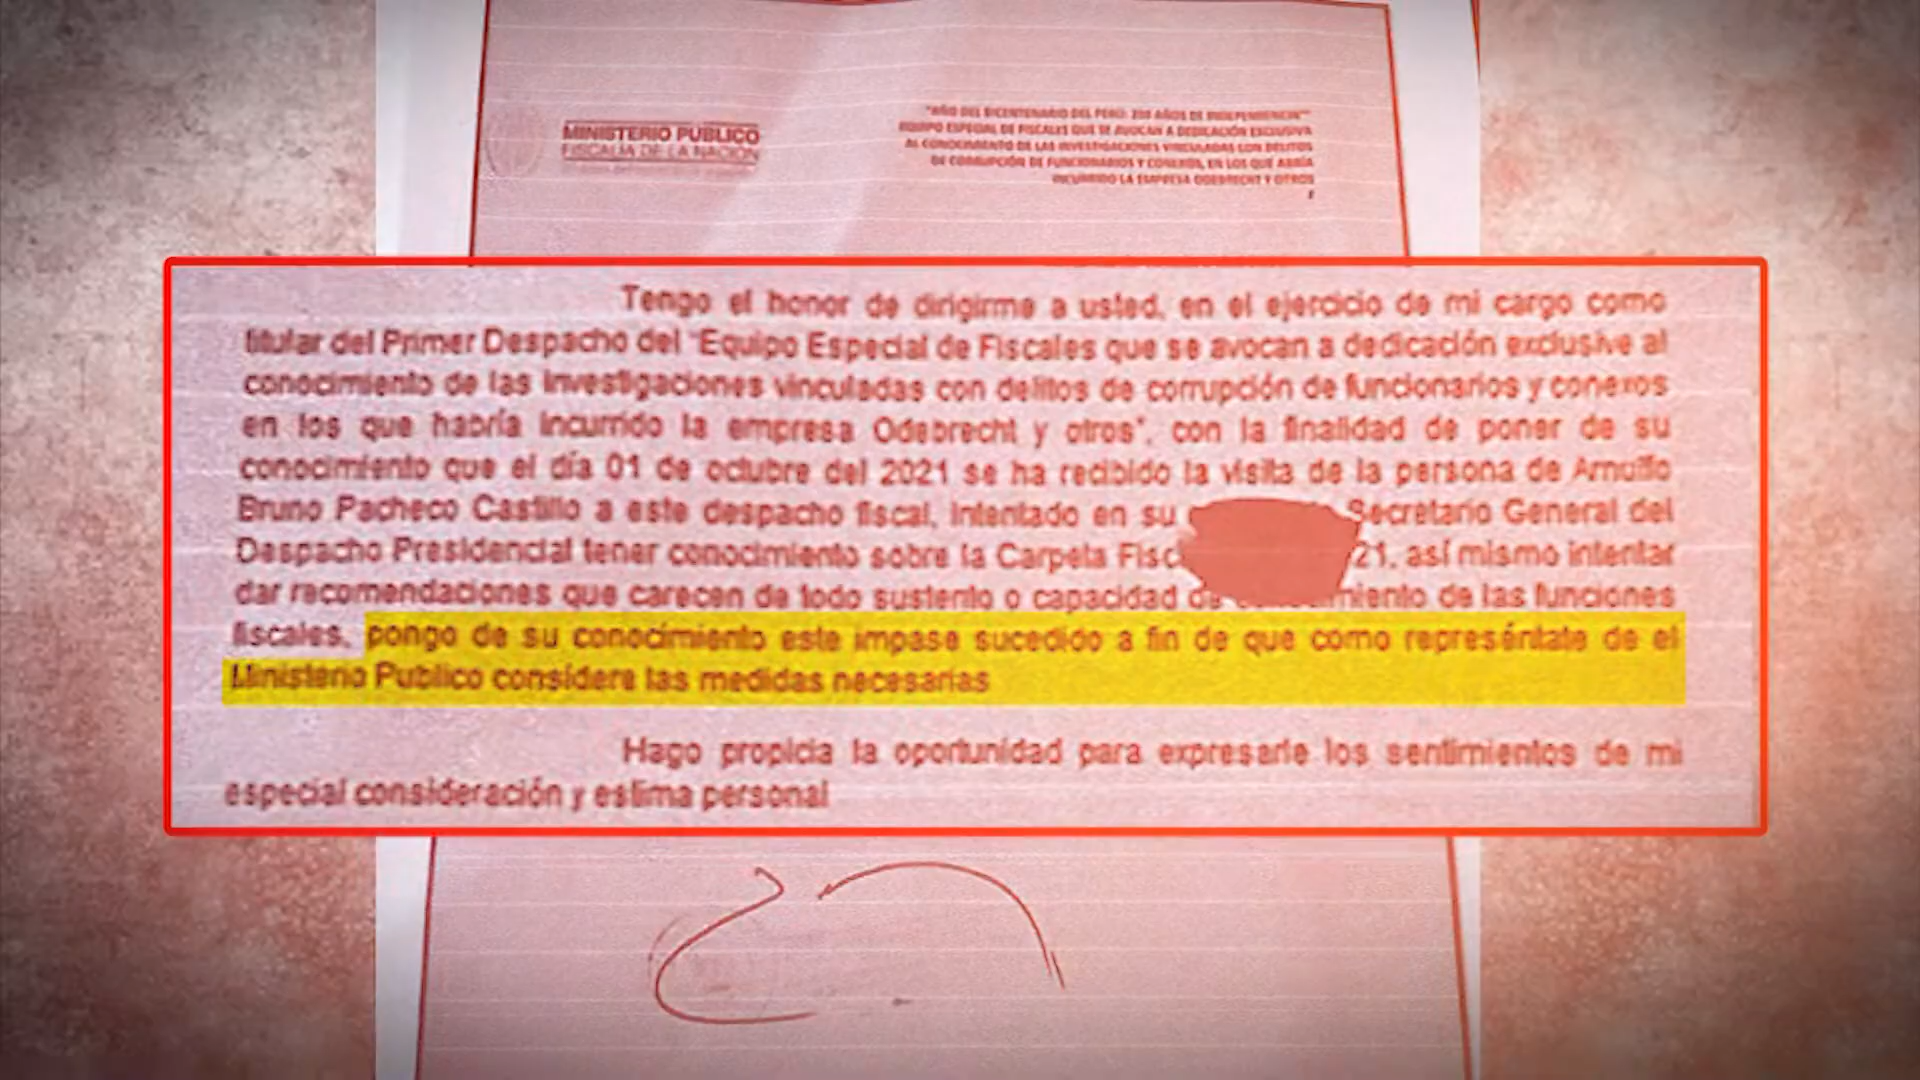 MINISTERIO PUBLICO
FISCALIA DE LA NACION
"AÑO DEL BICENTENARIO DEL PERÚ: 200 AÑOS DE INDEPENDENCIA"
EQUIPO ESPECIAL DE FISCALES QUE SE AVOCAN A DEDICACIÓN EXCLUSIVA
AL CONOCIMIENTO DE LAS INVESTIGACIONES VINCULADAS CON DELITOS
DE CORRUPCIÓN DE FUNCIONARIOS Y CONEXOS, EN LOS QUE ABRÍA
INCURRIDO LA EMPRESA ODEBRECHT Y OTROS
Tengo el honor de dirigirme a usted, en el ejercicio de mi cargo como
titular del Primer Despacho del "Equipo Especial de Fiscales que se avocan a dedicación exclusive al
conocimiento de las investigaciones vinculadas con delitos de corrupción de funcionarios y conexos
en los que habría incurrido la empresa Odebrecht y otros", con la finalidad de poner de su
conocimiento que el día 01 de octubre del 2021 se ha recibido la visita de la persona de Arnulfo
Bruno Pacheco Castillo a este despacho fiscal, intentado en su Secretario General del
Despacho Presidencial tener conocimiento sobre la Carpeta Fisc 21, así mismo intentar
dar recomendaciones que carecen de todo sustento o capacidad de miento de las funciones
fiscales, pongo de su conocimiento este impase sucedido a fin de que como represéntate de el
Ministerio Publico considere las medidas necesarias
Hago propicia la oportunidad para expresarle los sentimientos de mi
especial consideración y estima personal